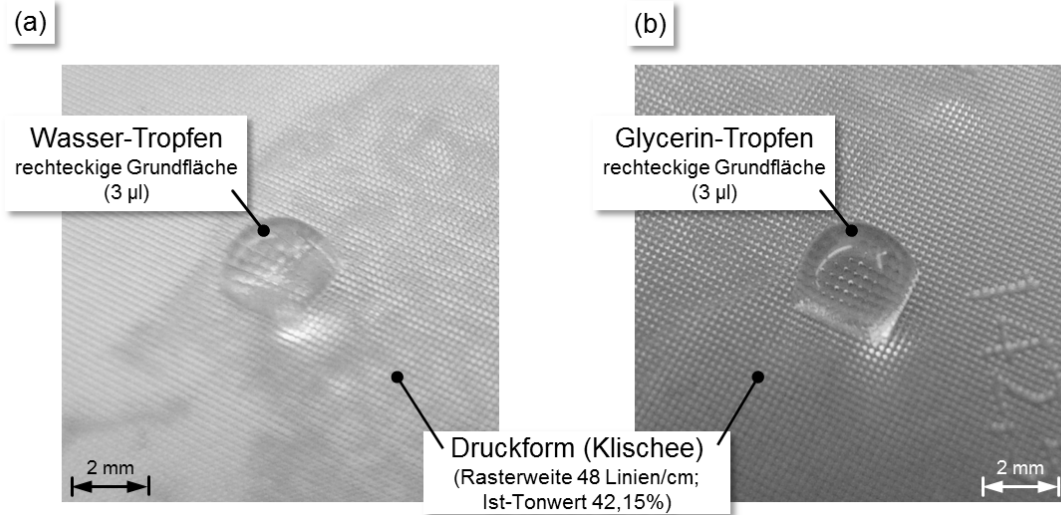 (a)
Wasser-Tropfen
rechteckige Grundfläche
(3 µl)
2 mm
(b)
Glycerin-Tropfen
rechteckige Grundfläche
(3 µl)
2 mm
Druckform (Klischee)
(Rasterweite 48 Linien/cm;
Ist-Tonwert 42,15%)